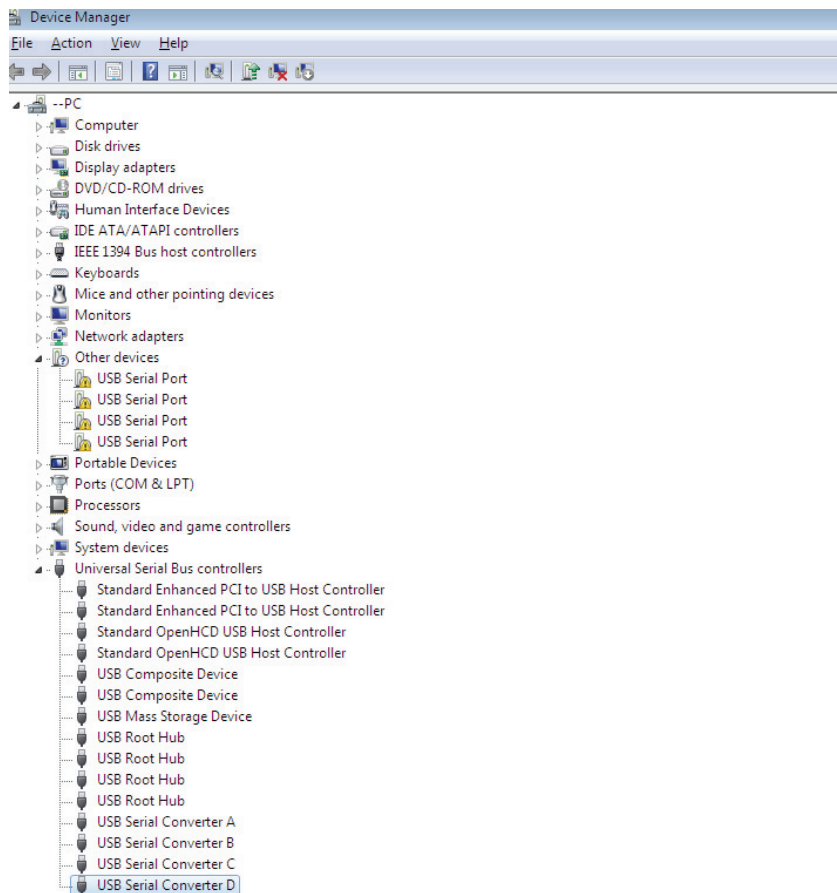 Device Manager
File Action View Help
--PC
Computer
Disk drives
Display adapters
DVD/CD-ROM drives
Human Interface Devices
IDE ATA/ATAPI controllers
IEEE 1394 Bus host controllers
Keyboards
Mice and other pointing devices
Monitors
Network adapters
Other devices
USB Serial Port
USB Serial Port
USB Serial Port
USB Serial Port
Portable Devices
Ports (COM & LPT)
Processors
Sound, video and game controllers
System devices
Universal Serial Bus controllers
Standard Enhanced PCI to USB Host Controller
Standard Enhanced PCI to USB Host Controller
Standard OpenHCD USB Host Controller
Standard OpenHCD USB Host Controller
USB Composite Device
USB Composite Device
USB Mass Storage Device
USB Root Hub
USB Root Hub
USB Root Hub
USB Root Hub
USB Serial Converter A
USB Serial Converter B
USB Serial Converter C
USB Serial Converter D